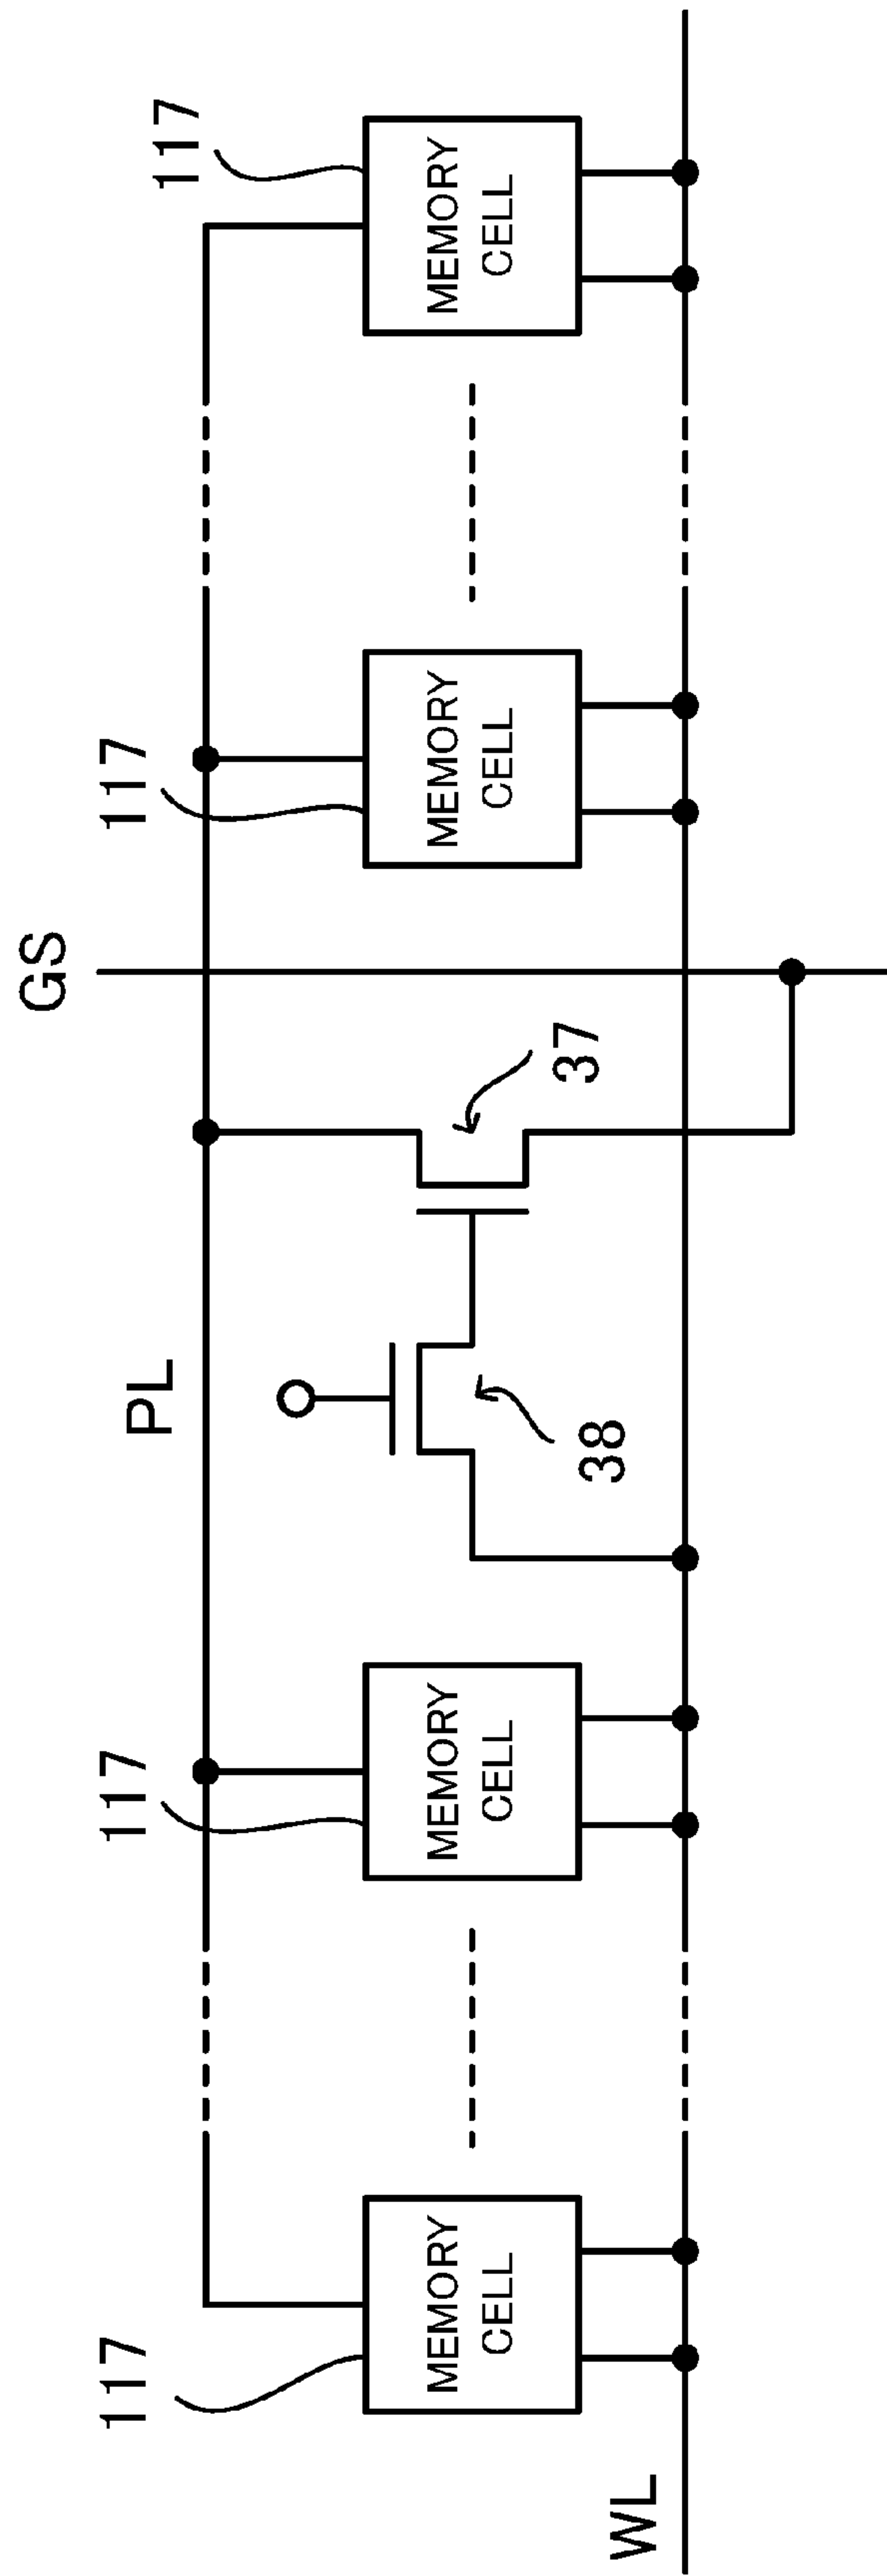 GS
117
117
PL
117
117
MEMORY
CELL
MEMORY
CELL
38
37
MEMORY
CELL
MEMORY
CELL
WL